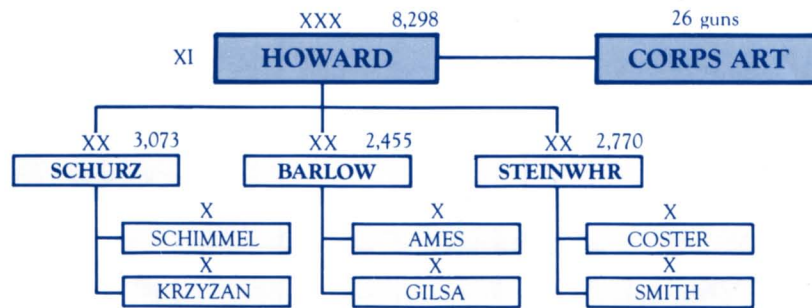 XXX 8,298 26 guns
XI HOWARD CORPS ART
XX 3,073 XX 2,455 XX 2,770
SCHURZ BARLOW STEINWHR
X X X
SCHIMMEL AMES COSTER
X X X
KRZYZAN GILSA SMITH